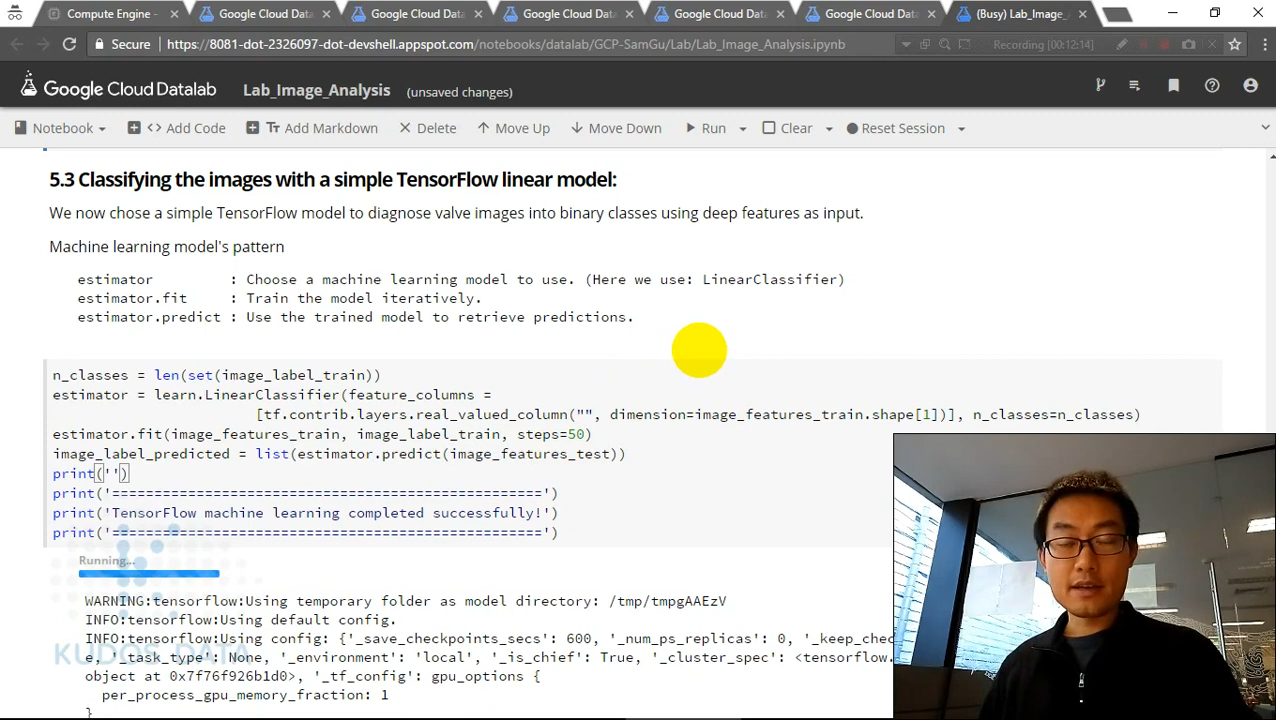 Compute Engine -
Google Cloud Data
Google Cloud Data
Google Cloud Data
Google Cloud Data
Google Cloud Data
(Busy) Lab_Image_
Secure
https://8081-dot-2326097-dot-devshell.appspot.com/notebooks/datalab/GCP-SamGu/Lab/Lab_Image_Analysis.ipynb
Recording [00:12:14]
Google Cloud Datalab
Lab_Image_Analysis (unsaved changes)
Notebook <> Add Code Tт Add Markdown Delete Move Up Move Down Run Clear Reset Session
5.3 Classifying the images with a simple TensorFlow linear model:
We now chose a simple TensorFlow model to diagnose valve images into binary classes using deep features as input.
Machine learning model's pattern
estimator : Choose a machine learning model to use. (Here we use: LinearClassifier)
estimator.fit : Train the model iteratively.
estimator.predict : Use the trained model to retrieve predictions.
n_classes = len(set(image_label_train))
estimator = learn.LinearClassifier(feature_columns =
[tf.contrib.layers.real_valued_column("", dimension=image_features_train.shape[1])], n_classes=n_classes)
estimator.fit(image_features_train, image_label_train, steps=50)
image_label_predicted = list(estimator.predict(image_features_test))
print('')
print('==================================================')
print('TensorFlow machine learning completed successfully!')
print('==================================================')
Running...
WARNING:tensorflow:Using temporary folder as model directory: /tmp/tmpgAAEzV
INFO:tensorflow:Using default config.
INFO:tensorflow:Using config: {'_save_checkpoints_secs': 600, '_num_ps_replicas': 0, '_keep_chec
e, '_task_type': None, '_environment': 'local', '_is_chief': True, '_cluster_spec': <tensorflow.
object at 0x7f76f926b1d0>, '_tf_config': gpu_options {
per_process_gpu_memory_fraction: 1
}
KUDOS DATA